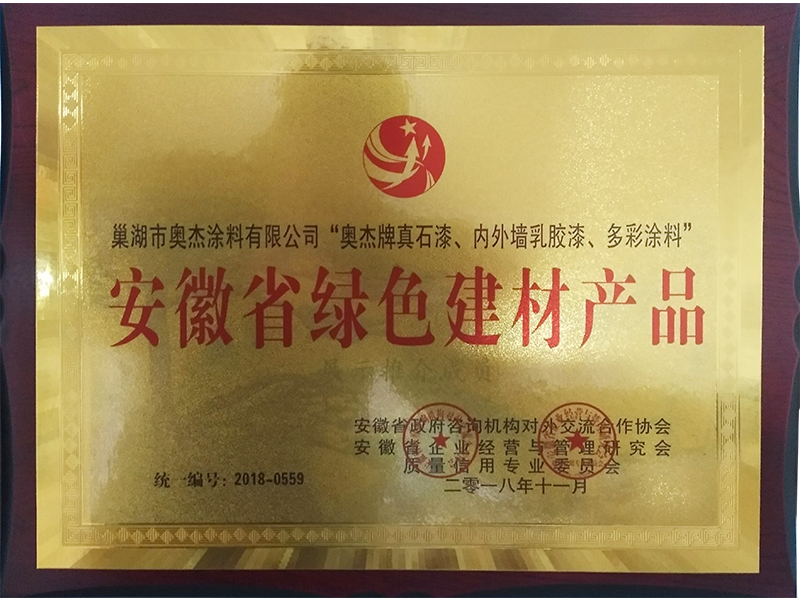 巢湖市奥杰涂料有限公司“奥杰牌真石漆、内外墙乳胶漆、多彩涂料”
安徽省绿色建材产品
安徽省政府咨询机构对外交流合作协会
安徽省企业经营与管理研究会
质量信用专业委员会
统一编号：2018-0559
二零一八年十一月